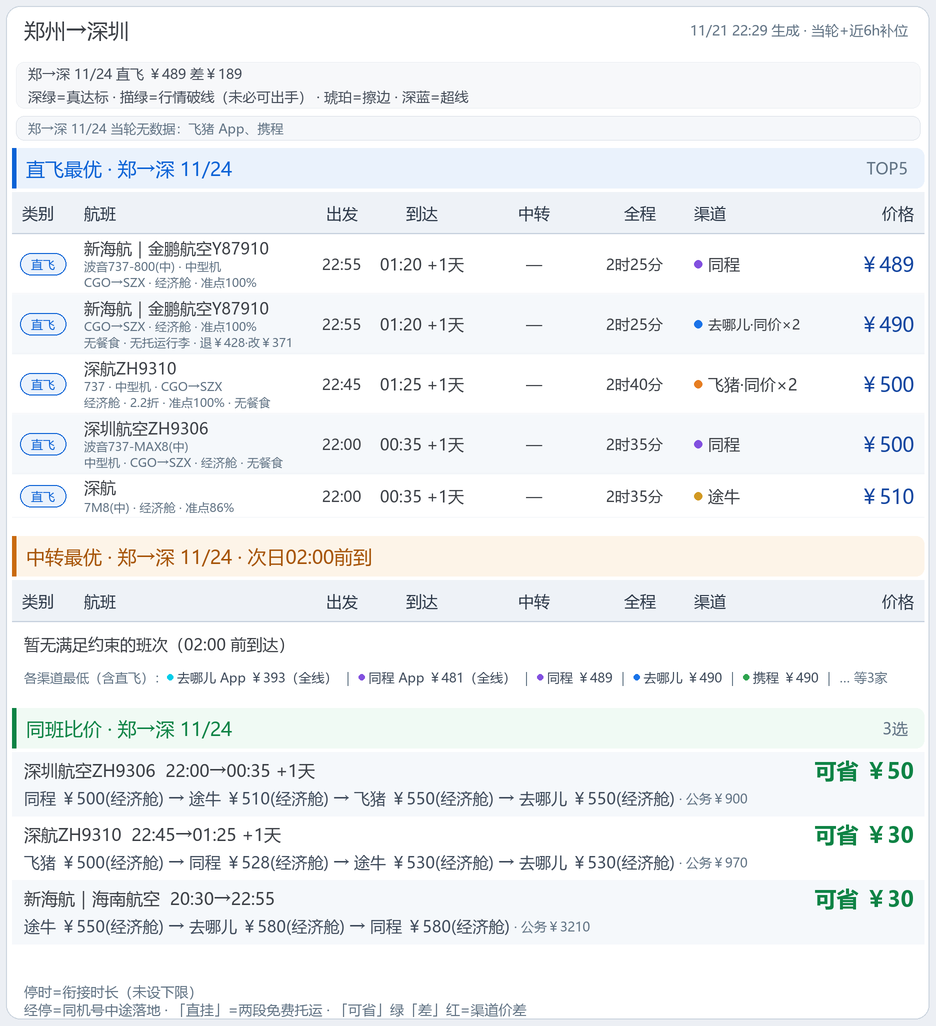 郑州→深圳
11/21 22:29 生成 · 当轮+近6h补位
郑→深 11/24 直飞 ￥489 差￥189
深绿=真达标 · 描绿=行情破线（未必可出手） · 琥珀=擦边 · 深蓝=超线
郑→深 11/24 当轮无数据：飞猪 App、携程
直飞最优 · 郑→深 11/24 TOP5
类别 航班 出发 到达 中转 全程 渠道 价格
新海航｜金鹏航空Y87910
直飞 波音737-800(中) · 中型机 22:55 01:20 +1天 — 2时25分 同程 ￥489
CGO→SZX · 经济舱 · 准点100%
新海航｜金鹏航空Y87910
直飞 CGO→SZX · 经济舱 · 准点100% 22:55 01:20 +1天 — 2时25分 去哪儿·同价×2 ￥490
无餐食 · 无托运行李 · 退￥428·改￥371
深航ZH9310
直飞 737 · 中型机 · CGO→SZX 22:45 01:25 +1天 — 2时40分 飞猪·同价×2 ￥500
经济舱 · 2.2折 · 准点100% · 无餐食
深圳航空ZH9306
直飞 波音737-MAX8(中) 22:00 00:35 +1天 — 2时35分 同程 ￥500
中型机 · CGO→SZX · 经济舱 · 无餐食
深航
直飞 7M8(中) · 经济舱 · 准点86% 22:00 00:35 +1天 — 2时35分 途牛 ￥510
中转最优 · 郑→深 11/24 · 次日02:00前到
类别 航班 出发 到达 中转 全程 渠道 价格
暂无满足约束的班次（02:00 前到达）
各渠道最低（含直飞）: 去哪儿 App ￥393（全线） | 同程 App ￥481（全线） | 同程 ￥489 | 去哪儿 ￥490 | 携程 ￥490 | … 等3家
同班比价 · 郑→深 11/24 3选
深圳航空ZH9306 22:00→00:35 +1天 可省 ￥50
同程 ￥500(经济舱) → 途牛 ￥510(经济舱) → 飞猪 ￥550(经济舱) → 去哪儿 ￥550(经济舱) · 公务￥900
深航ZH9310 22:45→01:25 +1天 可省 ￥30
飞猪 ￥500(经济舱) → 同程 ￥528(经济舱) → 途牛 ￥530(经济舱) → 去哪儿 ￥530(经济舱) · 公务￥970
新海航｜海南航空 20:30→22:55 可省 ￥30
途牛 ￥550(经济舱) → 去哪儿 ￥580(经济舱) → 同程 ￥580(经济舱) · 公务￥3210
停时=衔接时长（未设下限）
经停=同机号中途落地 · 「直挂」=两段免费托运 · 「可省」绿「差」红=渠道价差